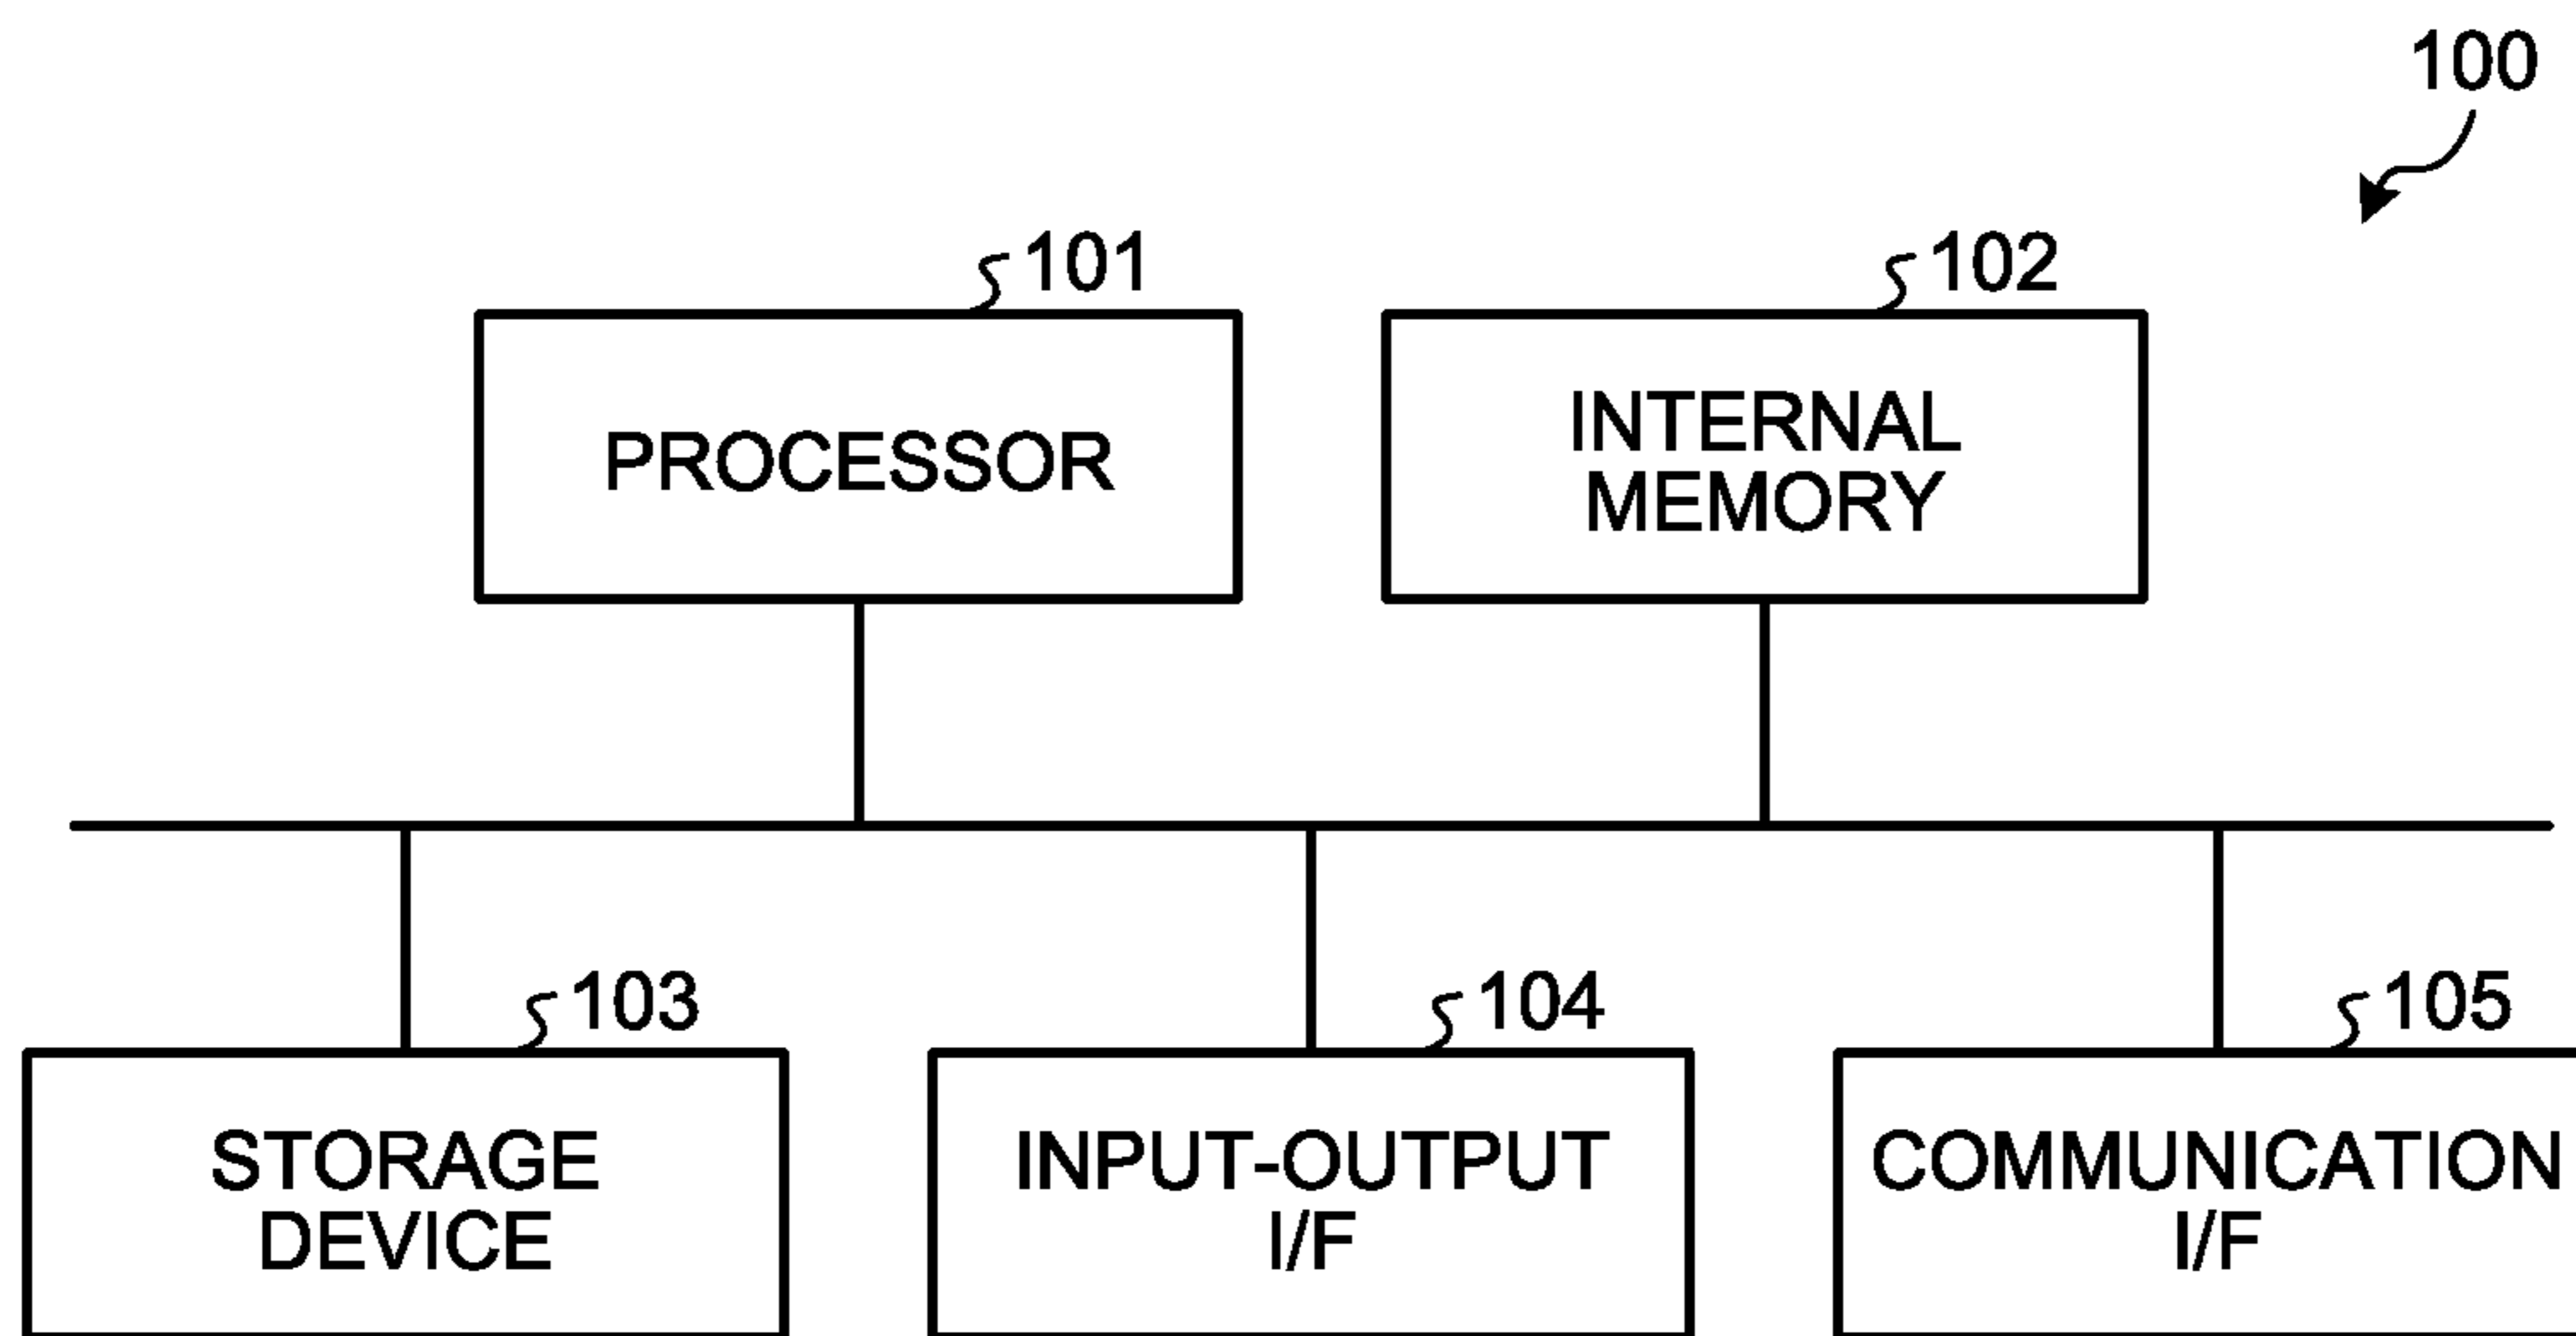 100
101
102
PROCESSOR
INTERNAL
MEMORY
103
104
105
STORAGE
DEVICE
INPUT-OUTPUT
I/F
COMMUNICATION
I/F